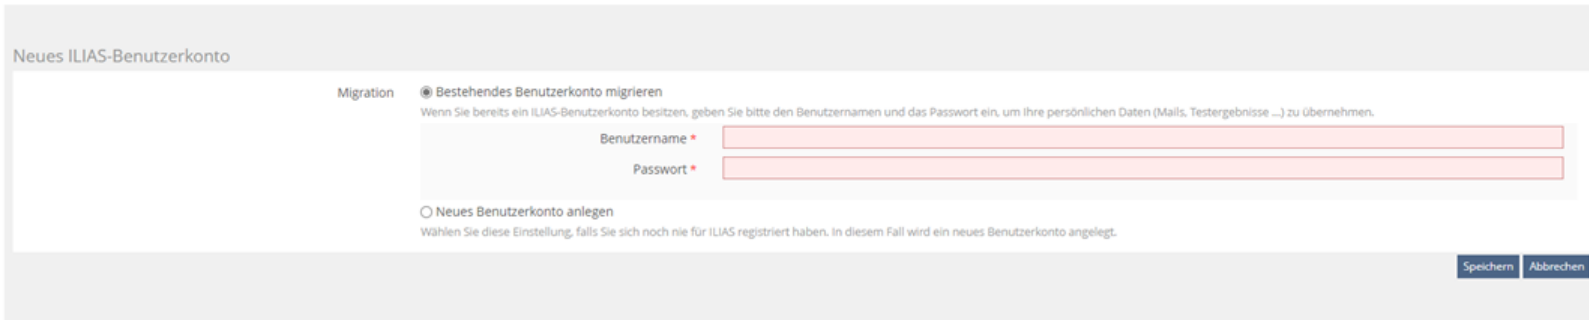 Neues ILIAS-Benutzerkonto
Migration Bestehendes Benutzerkonto migrieren
Wenn Sie bereits ein ILIAS-Benutzerkonto besitzen, geben Sie bitte den Benutzernamen und das Passwort ein, um Ihre persönlichen Daten (Mails, Testergebnisse ...) zu übernehmen.
Benutzername *
Passwort *
Neues Benutzerkonto anlegen
Wählen Sie diese Einstellung, falls Sie sich noch nie für ILIAS registriert haben. In diesem Fall wird ein neues Benutzerkonto angelegt.
Speichern Abbrechen